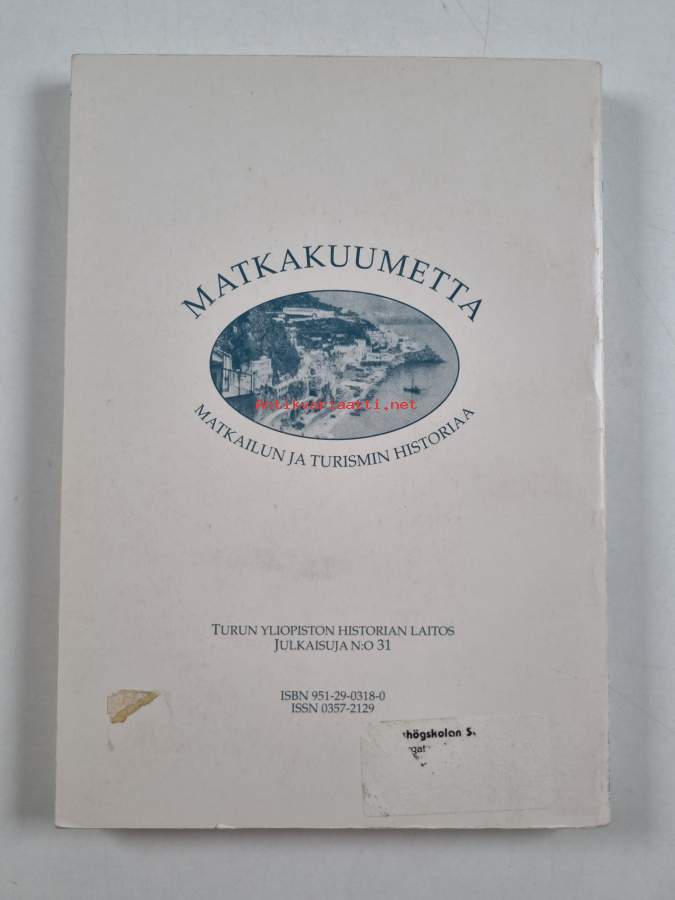 MATKAKUUMETTA
Antikvariaatti.net
MATKAILUN JA TURISMIN HISTORIAA
TURUN YLIOPISTON HISTORIAN LAITOS
JULKAISUJA N:O 31
ISBN 951-29-0318-0
ISSN 0357-2129
högskolan S.